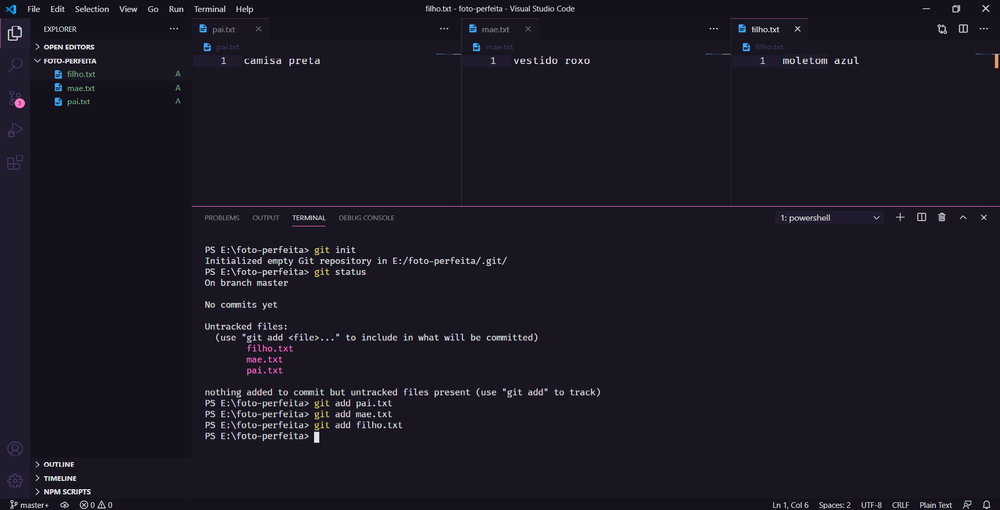 File Edit Selection View Go Run Terminal Help
filho.txt - foto-perfeita - Visual Studio Code
EXPLORER
OPEN EDITORS
FOTO-PERFEITA
filho.txt A
mae.txt A
pai.txt A
3
OUTLINE
TIMELINE
NPM SCRIPTS
pai.txt
pai.txt
1 camisa preta
mae.txt
mae.txt
1 vestido roxo
filho.txt
filho.txt
1 moletom azul
PROBLEMS OUTPUT TERMINAL DEBUG CONSOLE
1: powershell
PS E:\foto-perfeita> git init
Initialized empty Git repository in E:/foto-perfeita/.git/
PS E:\foto-perfeita> git status
On branch master
No commits yet
Untracked files:
(use "git add <file>..." to include in what will be committed)
filho.txt
mae.txt
pai.txt
nothing added to commit but untracked files present (use "git add" to track)
PS E:\foto-perfeita> git add pai.txt
PS E:\foto-perfeita> git add mae.txt
PS E:\foto-perfeita> git add filho.txt
PS E:\foto-perfeita>
master+ 0 0
Ln 1, Col 6 Spaces: 2 UTF-8 CRLF Plain Text